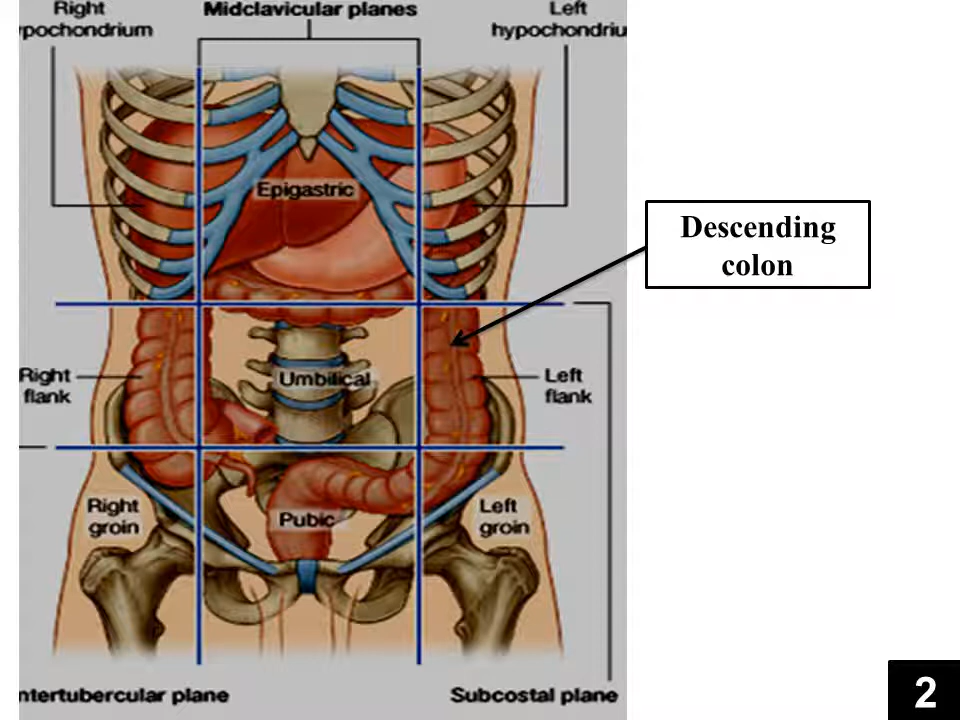 Right
ypochondrium
Midclavicular planes
Left
hypochondriu
Epigastric
Descending
colon
Right
flank
Umbilical
Left
flank
Right
groin
Pubic
Left
groin
ntertubercular plane
Subcostal plane
2